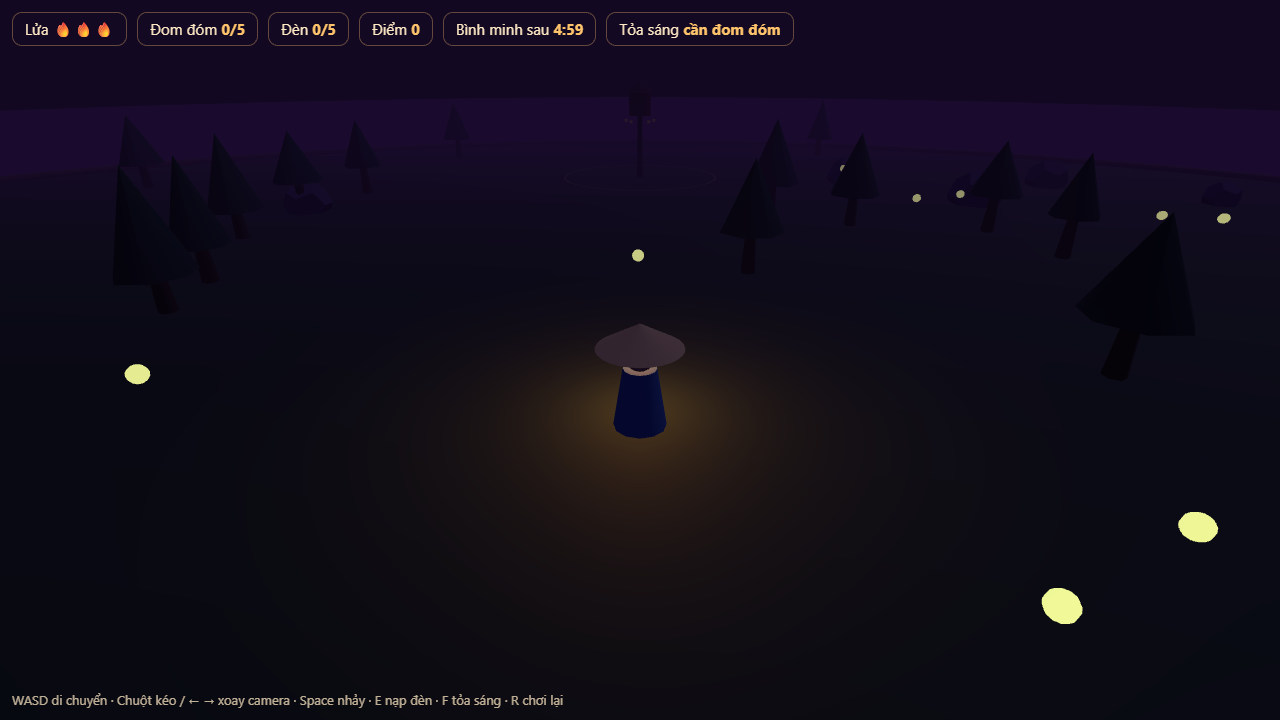 Lửa 🔥 🔥 🔥 Đom đóm 0/5 Đèn 0/5 Điểm 0 Bình minh sau 4:59 Tỏa sáng cần đom đóm
WASD di chuyển · Chuột kéo / ← → xoay camera · Space nhảy · E nạp đèn · F tỏa sáng · R chơi lại